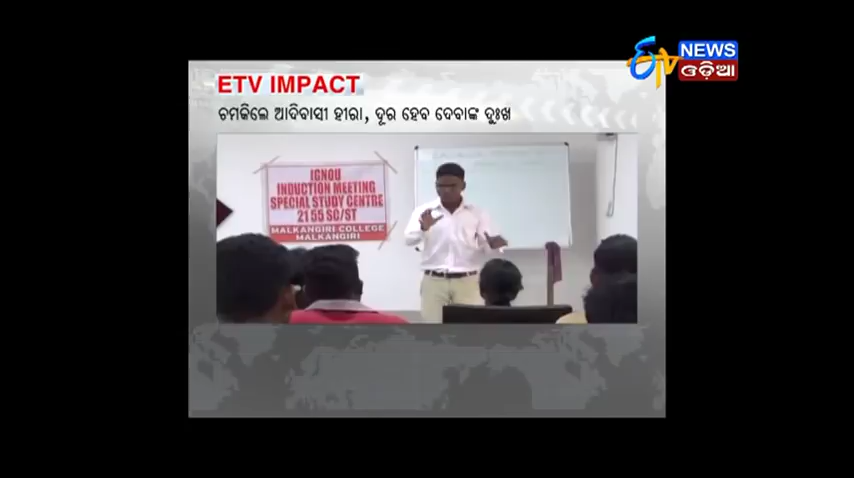 ETV NEWS
ଓଡ଼ିଆ
ETV IMPACT
ଚମକିଲେ ଆଦିବାସୀ ହୀରା, ଦୂର ହେବ ଦେବାଙ୍କ ଦୁଃଖ
IGNOU
INDUCTION MEETING
SPECIAL STUDY CENTRE
2155 SC/ST
MALKANGIRI COLLEGE
MALKANGIRI